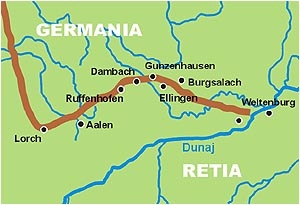 GERMANIA
Gunzenhausen
Dambach
Burgsalach
Ruffenhofen
Ellingen
Weltenburg
Aalen
Lorch
Dunaj
RETIA